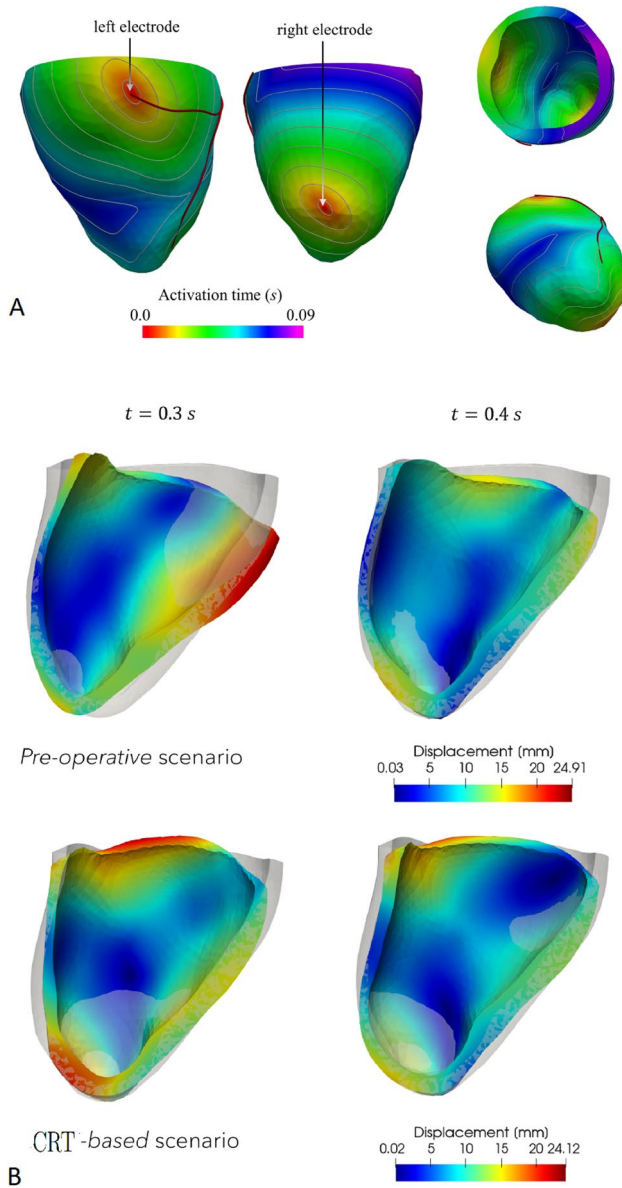 left electrode
right electrode
Activation time (s)
0.0 0.09
A
t = 0.3 s t = 0.4 s
Pre-operative scenario
Displacement (mm)
0.03 5 10 15 20 24.91
CRT -based scenario
Displacement (mm)
0.02 5 10 15 20 24.12
B